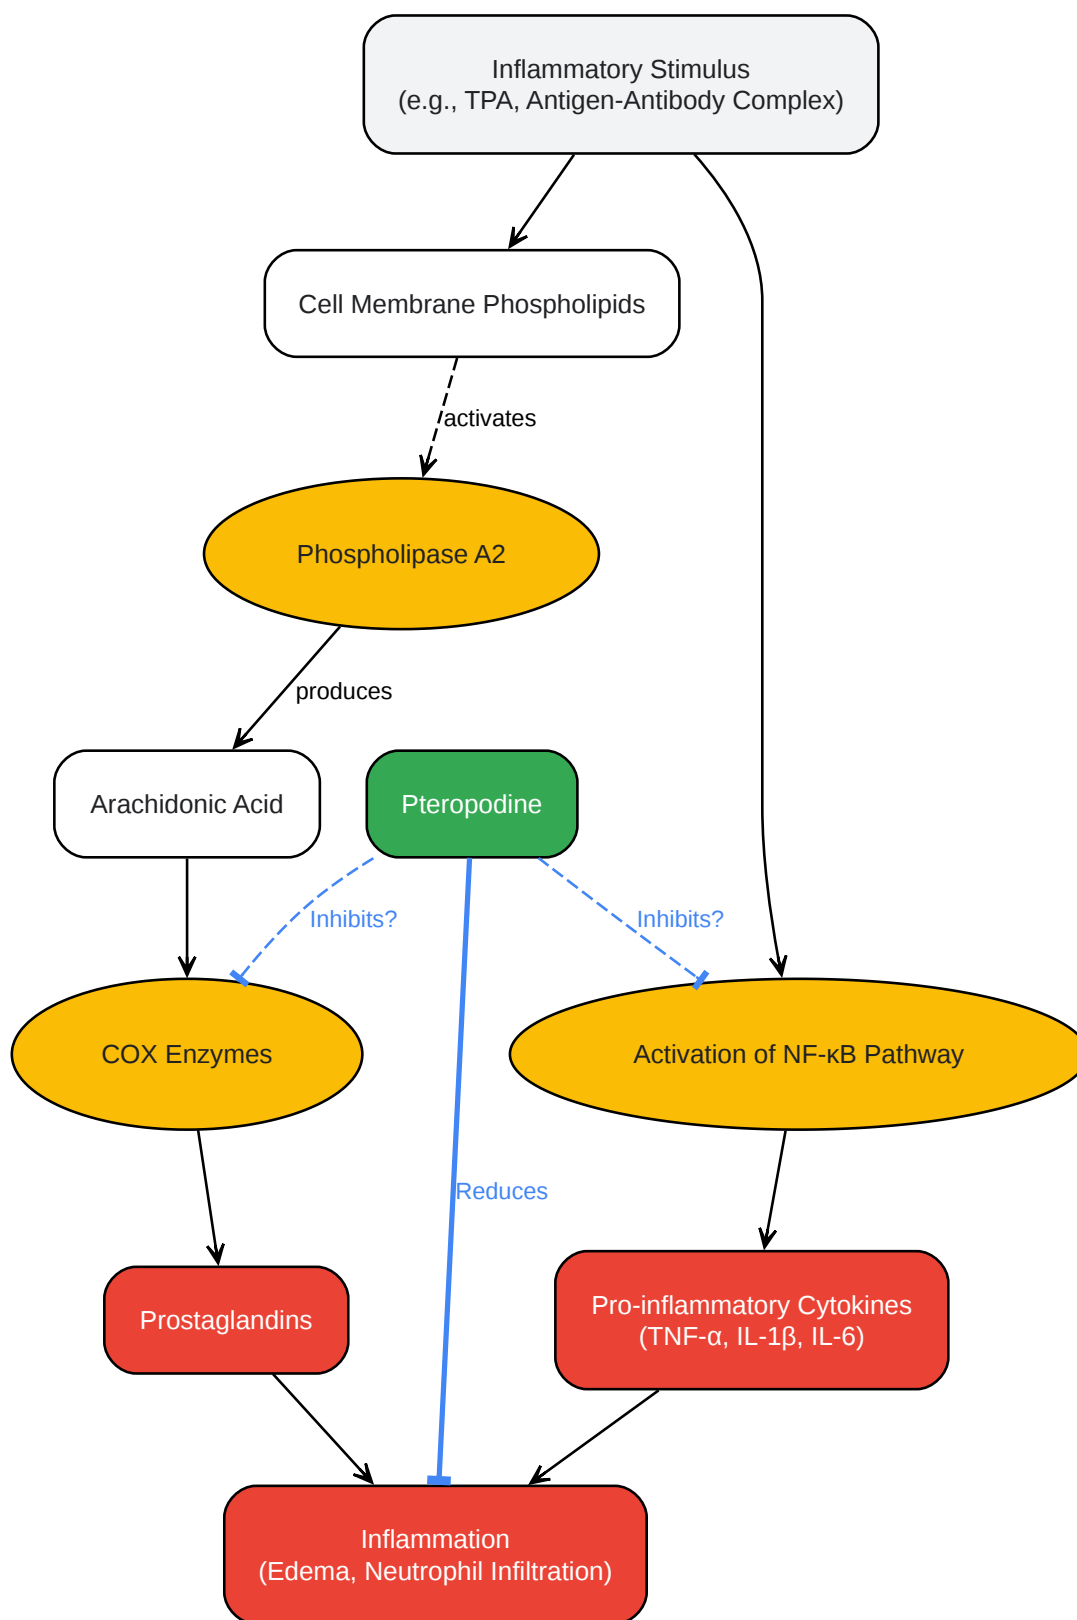 Inflammatory Stimulus
(e.g., TPA, Antigen-Antibody Complex)
Cell Membrane Phospholipids
activates
Phospholipase A2
produces
Arachidonic Acid
Pteropodine
Inhibits?
Inhibits?
COX Enzymes
Activation of NF-κB Pathway
Reduces
Prostaglandins
Pro-inflammatory Cytokines
(TNF-α, IL-1β, IL-6)
Inflammation
(Edema, Neutrophil Infiltration)